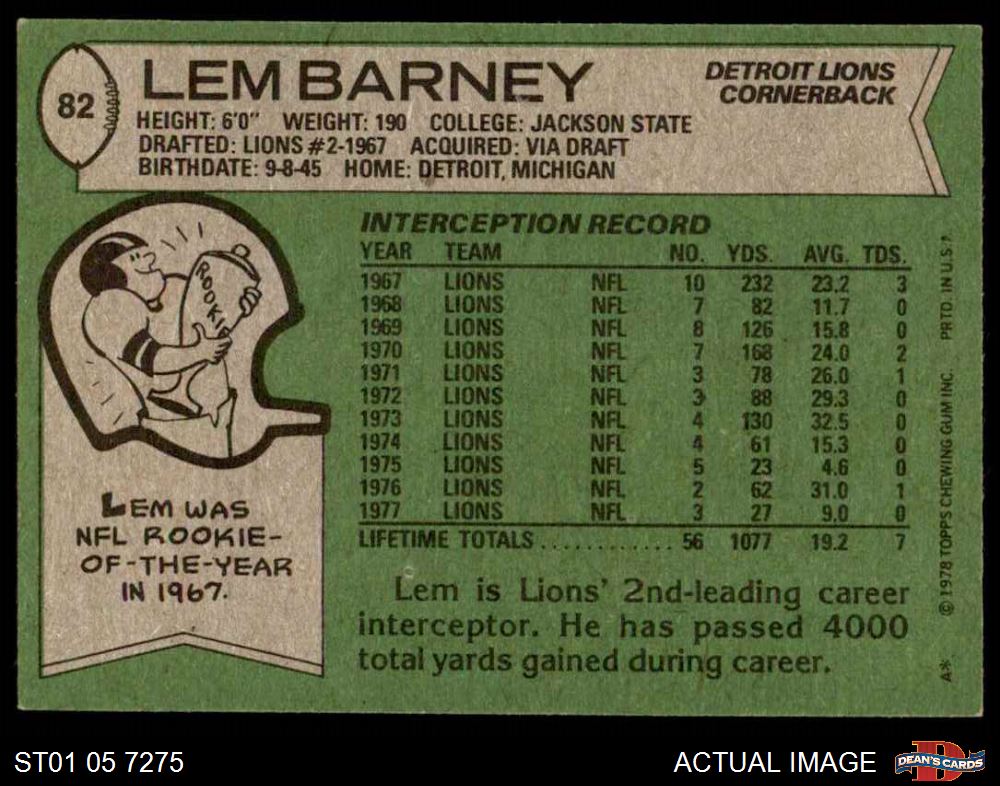 82
LEM BARNEY
DETROIT LIONS
CORNERBACK
HEIGHT: 6'0" WEIGHT: 190 COLLEGE: JACKSON STATE
DRAFTED: LIONS #2-1967 ACQUIRED: VIA DRAFT
BIRTHDATE: 9-8-45 HOME: DETROIT, MICHIGAN
ROOKIE
LEM WAS
NFL ROOKIE-
OF-THE-YEAR
IN 1967.
INTERCEPTION RECORD
YEAR TEAM NO. YDS. AVG. TDS.
1967 LIONS NFL 10 232 23.2 3
1968 LIONS NFL 7 82 11.7 0
1969 LIONS NFL 8 126 15.8 0
1970 LIONS NFL 7 168 24.0 2
1971 LIONS NFL 3 78 26.0 1
1972 LIONS NFL 3 88 29.3 0
1973 LIONS NFL 4 130 32.5 0
1974 LIONS NFL 4 61 15.3 0
1975 LIONS NFL 5 23 4.6 0
1976 LIONS NFL 2 62 31.0 1
1977 LIONS NFL 3 27 9.0 0
LIFETIME TOTALS ............ 56 1077 19.2 7
Lem is Lions' 2nd-leading career
interceptor. He has passed 4000
total yards gained during career.
A* © 1978 TOPPS CHEWING GUM INC. PRTD. IN U.S.A.
ST01 05 7275
ACTUAL IMAGE
D
DEAN'S CARDS